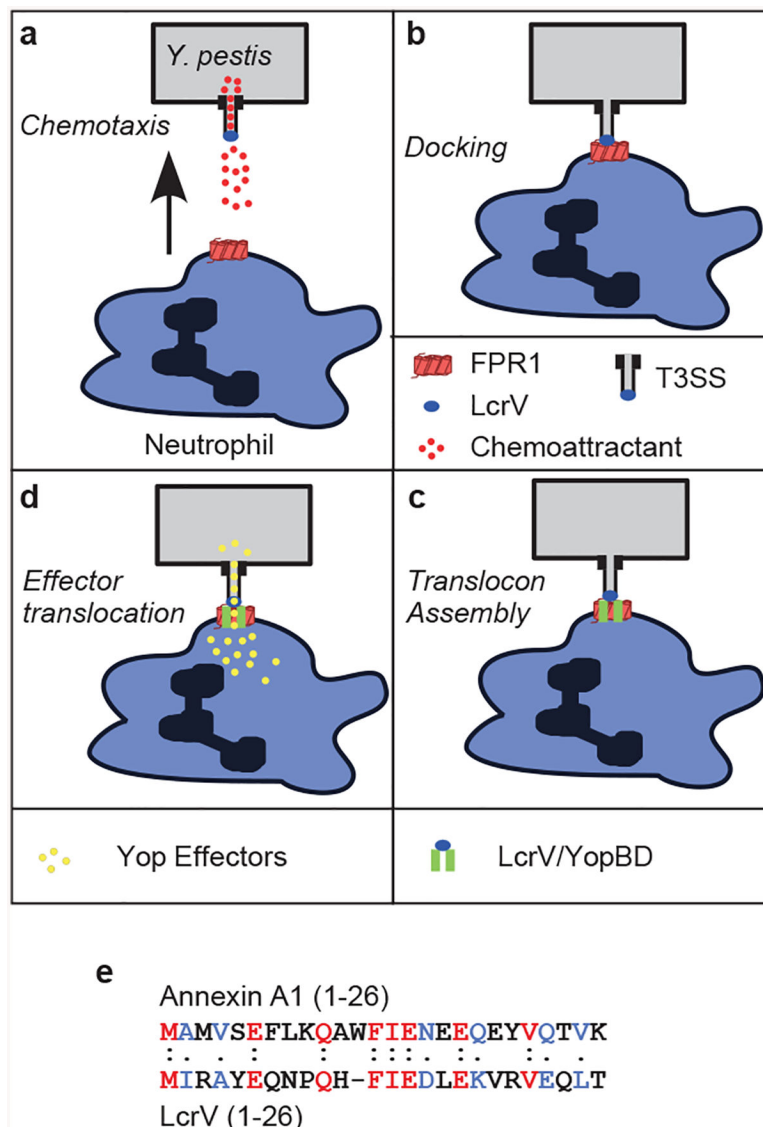 a
Y. pestis
Chemotaxis
Neutrophil
b
Docking
FPR1
LcrV
Chemoattractant
T3SS
d
Effector
translocation
c
Translocon
Assembly
Yop Effectors
LcrV/YopBD
e
Annexin A1 (1-26)
MAMVSEFLKQAWFIENEEQEYVQTVK
:. . :    :  :::. :.  :. .
MIRAYEQNPQH-FIEDLEKVRVEQLT
LcrV (1-26)